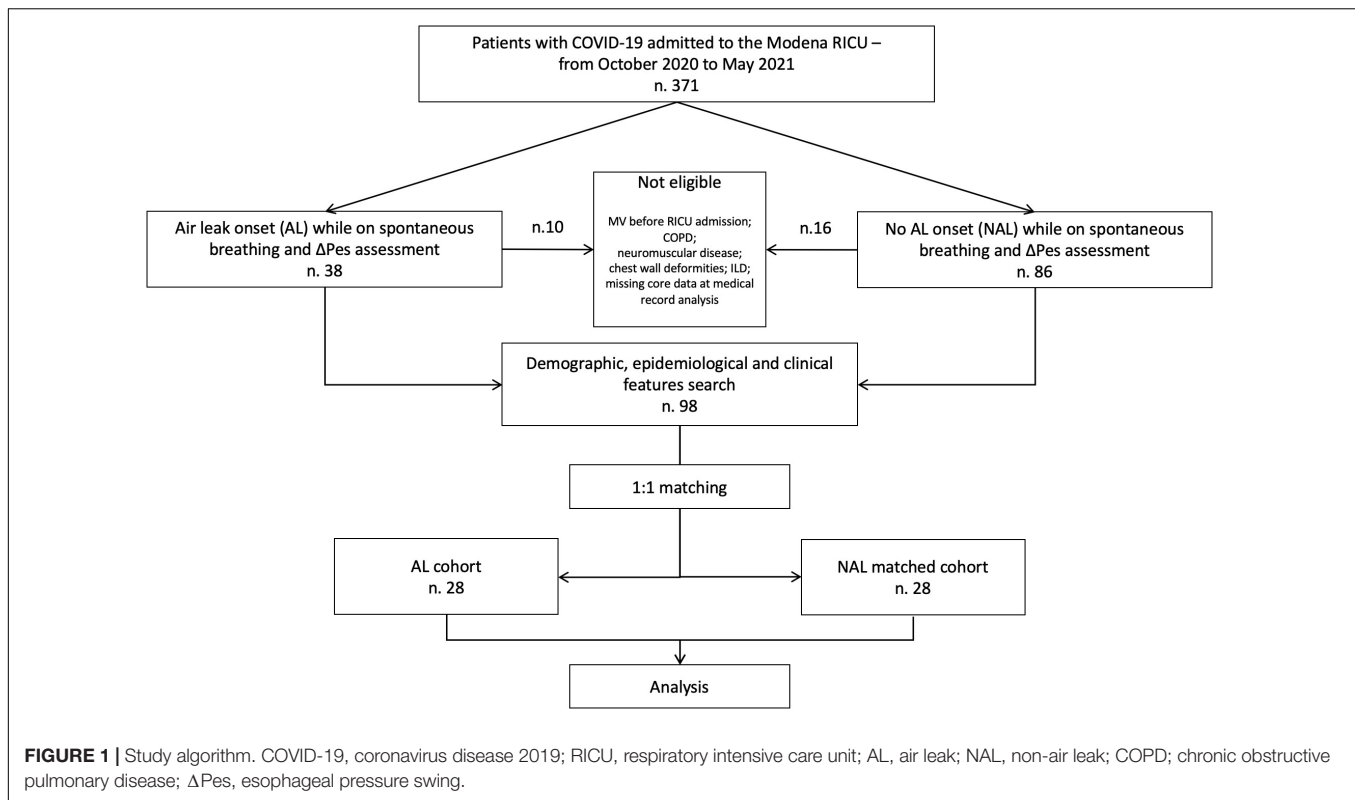 Patients with COVID-19 admitted to the Modena RICU –
from October 2020 to May 2021
n. 371
Air leak onset (AL) while on spontaneous
breathing and ΔPes assessment
n. 38
n.10
Not eligible
MV before RICU admission;
COPD;
neuromuscular disease;
chest wall deformities; ILD;
missing core data at medical
record analysis
n.16
No AL onset (NAL) while on spontaneous
breathing and ΔPes assessment
n. 86
Demographic, epidemiological and clinical
features search
n. 98
1:1 matching
AL cohort
n. 28
NAL matched cohort
n. 28
Analysis
FIGURE 1 | Study algorithm. COVID-19, coronavirus disease 2019; RICU, respiratory intensive care unit; AL, air leak; NAL, non-air leak; COPD; chronic obstructive
pulmonary disease; ΔPes, esophageal pressure swing.